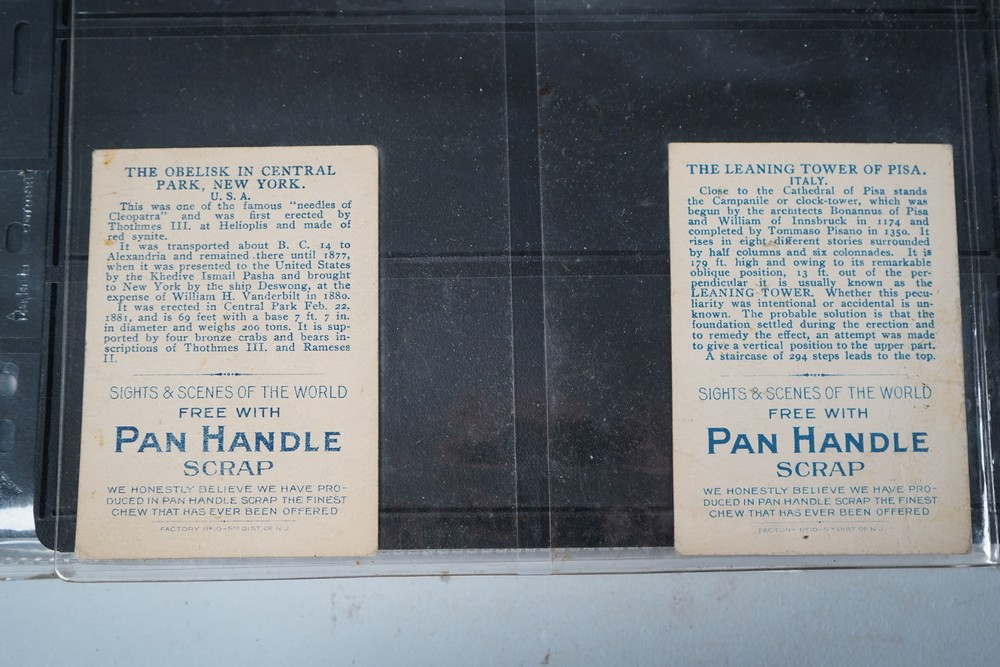 THE OBELISK IN CENTRAL
PARK, NEW YORK.
U. S. A.
This was one of the famous "needles of
Cleopatra" and was first erected by
Thothmes III. at Helioplis and made of
red synite.
It was transported about B. C. 14 to
Alexandria and remained there until 1877,
when it was presented to the United States
by the Khedive Ismail Pasha and brought
to New York by the ship Deswong, at the
expense of William H. Vanderbilt in 1880.
It was erected in Central Park Feb. 22,
1881, and is 69 feet with a base 7 ft. 7 in.
in diameter and weighs 200 tons. It is sup-
ported by four bronze crabs and bears in-
scriptions of Thothmes III. and Rameses
II.
SIGHTS & SCENES OF THE WORLD
FREE WITH
PAN HANDLE
SCRAP
WE HONESTLY BELIEVE WE HAVE PRO-
DUCED IN PAN HANDLE SCRAP THE FINEST
CHEW THAT HAS EVER BEEN OFFERED
FACTORY DIST. OF N.J.
THE LEANING TOWER OF PISA.
ITALY.
Close to the Cathedral of Pisa stands
the Campanile or clock-tower, which was
begun by the architects Bonannus of Pisa
and William of Innsbruck in 1174 and
completed by Tommaso Pisano in 1350. It
rises in eight different stories surrounded
by half columns and six colonnades. It is
179 ft. high and owing to its remarkable
oblique position, 13 ft. out of the per-
pendicular it is usually known as the
LEANING TOWER. Whether this pecu-
liarity was intentional or accidental is un-
known. The probable solution is that the
foundation settled during the erection and
to remedy the effect, an attempt was made
to give a vertical position to the upper part.
A staircase of 294 steps leads to the top.
SIGHTS & SCENES OF THE WORLD
FREE WITH
PAN HANDLE
SCRAP
WE HONESTLY BELIEVE WE HAVE PRO-
DUCED IN PAN HANDLE SCRAP THE FINEST
CHEW THAT HAS EVER BEEN OFFERED
FACTORY DIST. OF N.J.